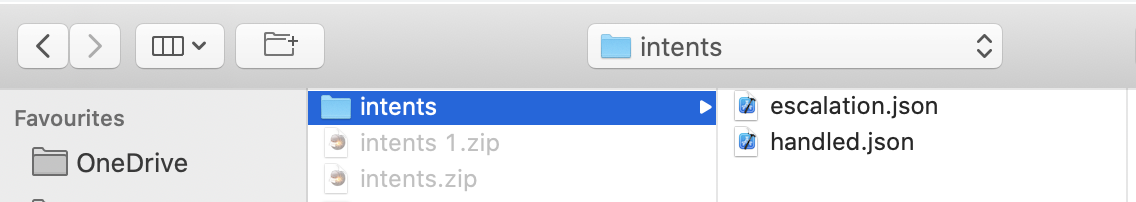 intents
Favourites
OneDrive
intents
intents 1.zip
intents.zip
escalation.json
handled.json